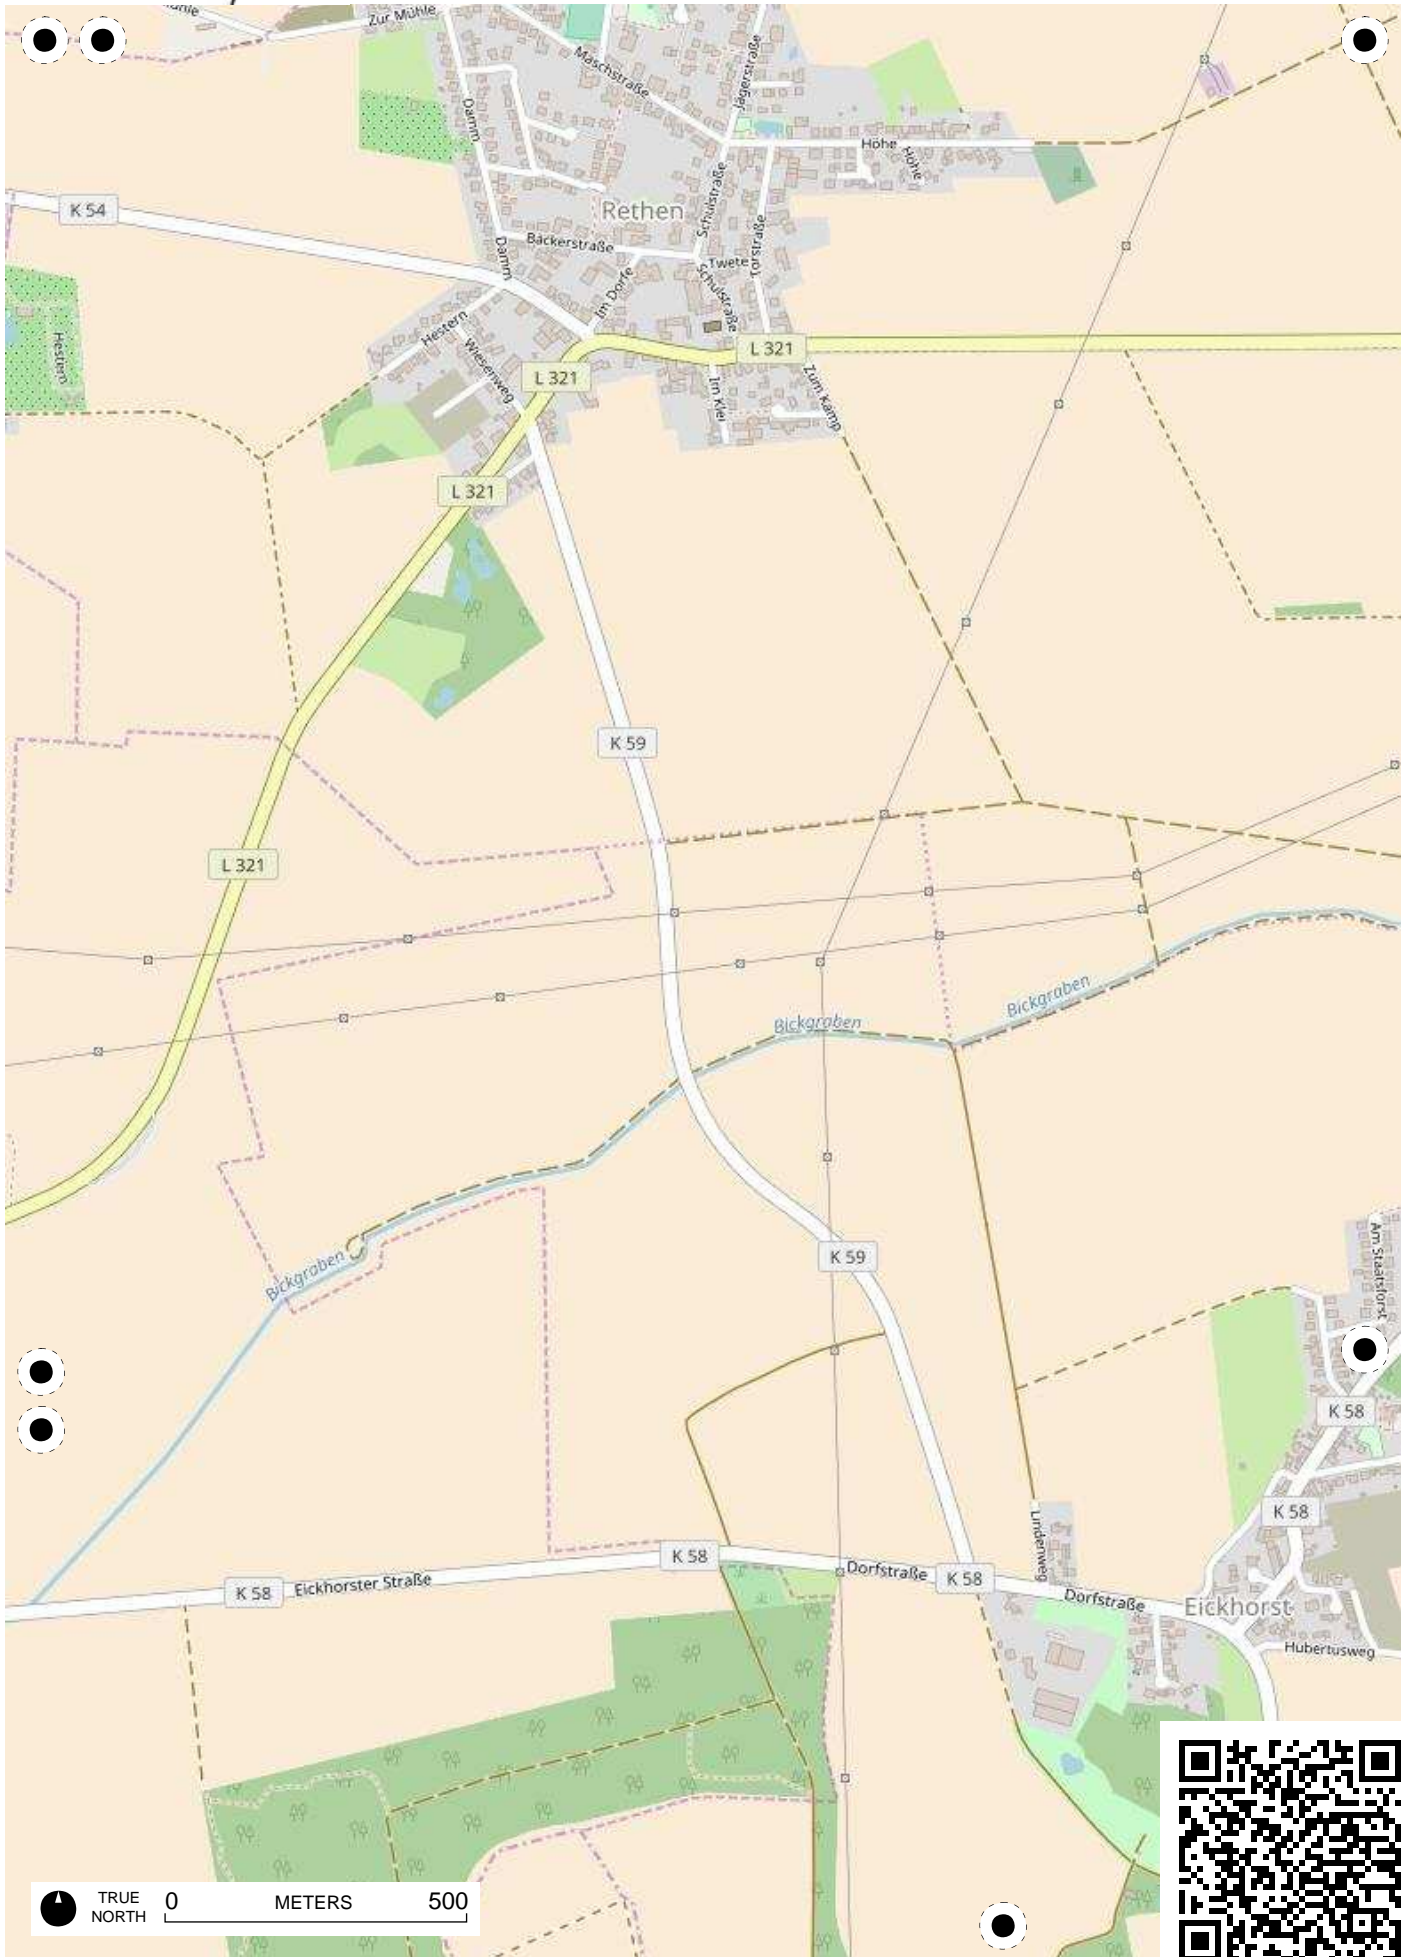 Zur Mühle
Maschstraße
Jägerstraße
Damm
Höhe
Höhe
K 54
Rethen
Schulstraße
Torstraße
Bäckerstraße
Damm
Twete
Im Dorfe
Schulstraße
Hestern
Hestern
Wiesenweg
L 321
L 321
Im Klei
Zum Kamp
L 321
K 59
L 321
Bickgraben
Bickgraben
Bickgraben
K 59
Am Staatsforst
K 58
K 58
Lindenweg
K 58
Dorfstraße
K 58
K 58
Eickhorster Straße
Dorfstraße
Eickhorst
Hubertusweg
TRUE
NORTH
0 METERS 500